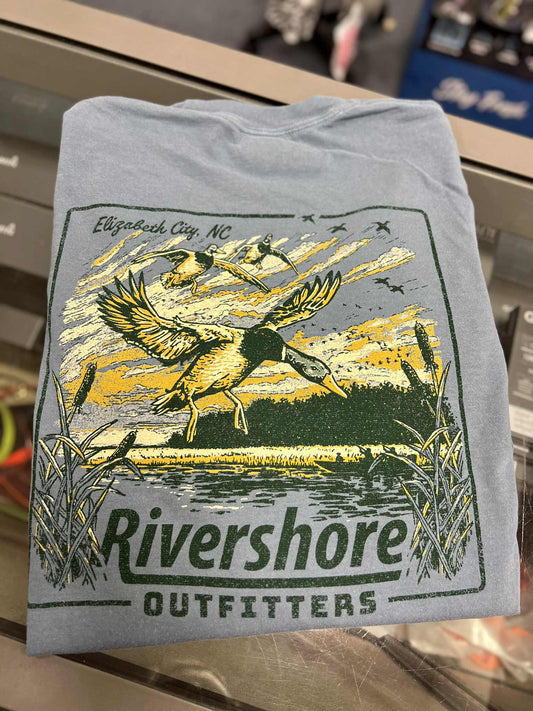 Elizabeth City, NC
Rivershore
OUTFITTERS